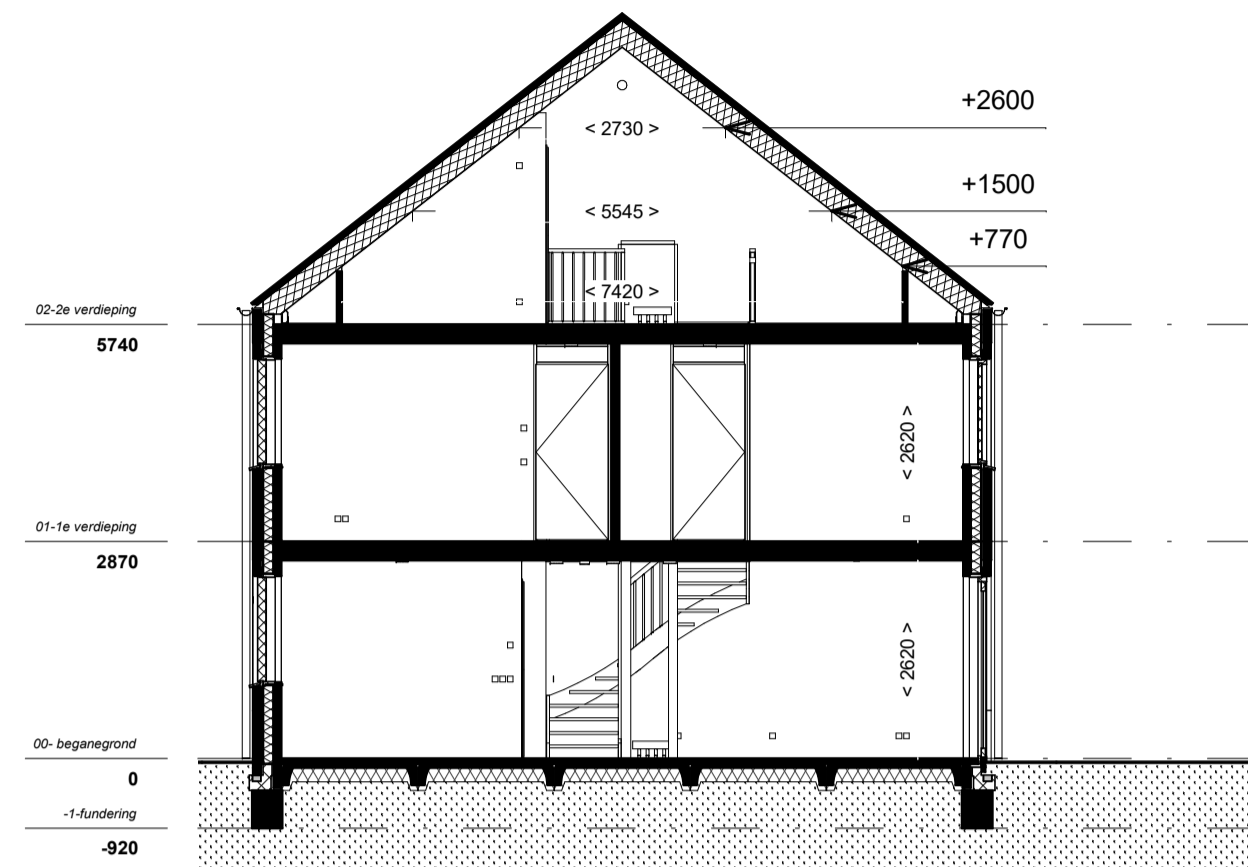 +2600
< 2730 >
+1500
< 5545 >
+770
< 7420 >
02-2e verdieping
5740
< 2620 >
01-1e verdieping
2870
< 2620 >
00- beganegrond
0
-1-fundering
-920